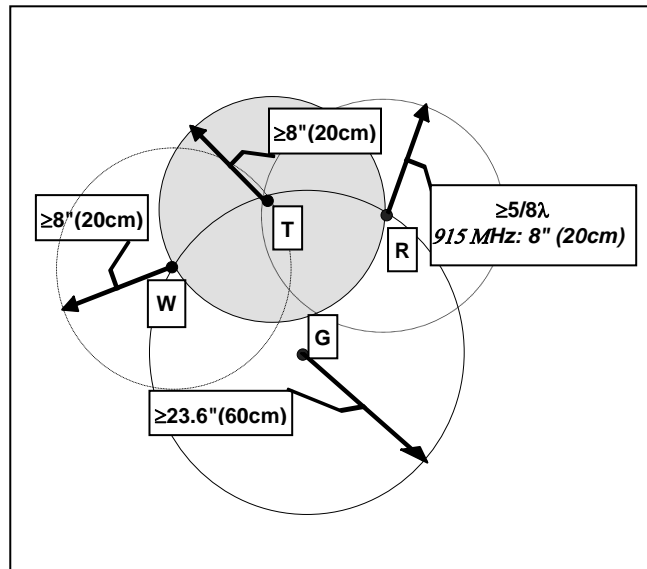 ≥8"(20cm)
T
≥8"(20cm)
W
≥5/8λ
915 MHz: 8" (20cm)
R
G
≥23.6"(60cm)